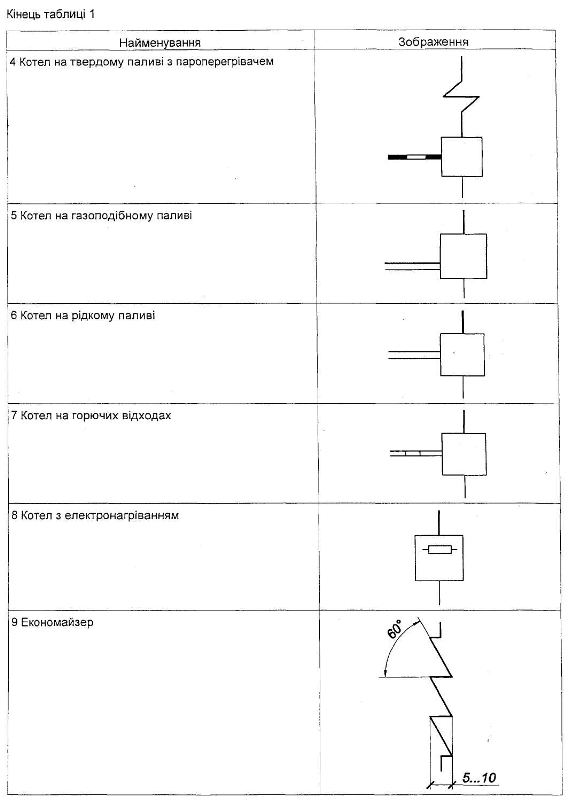 Кінець таблиці 1
Найменування
Зображення
4 Котел на твердому паливі з пароперегрівачем
5 Котел на газоподібному паливі
6 Котел на рідкому паливі
7 Котел на горючих відходах
8 Котел з електронагріванням
9 Економайзер
60°
5...10